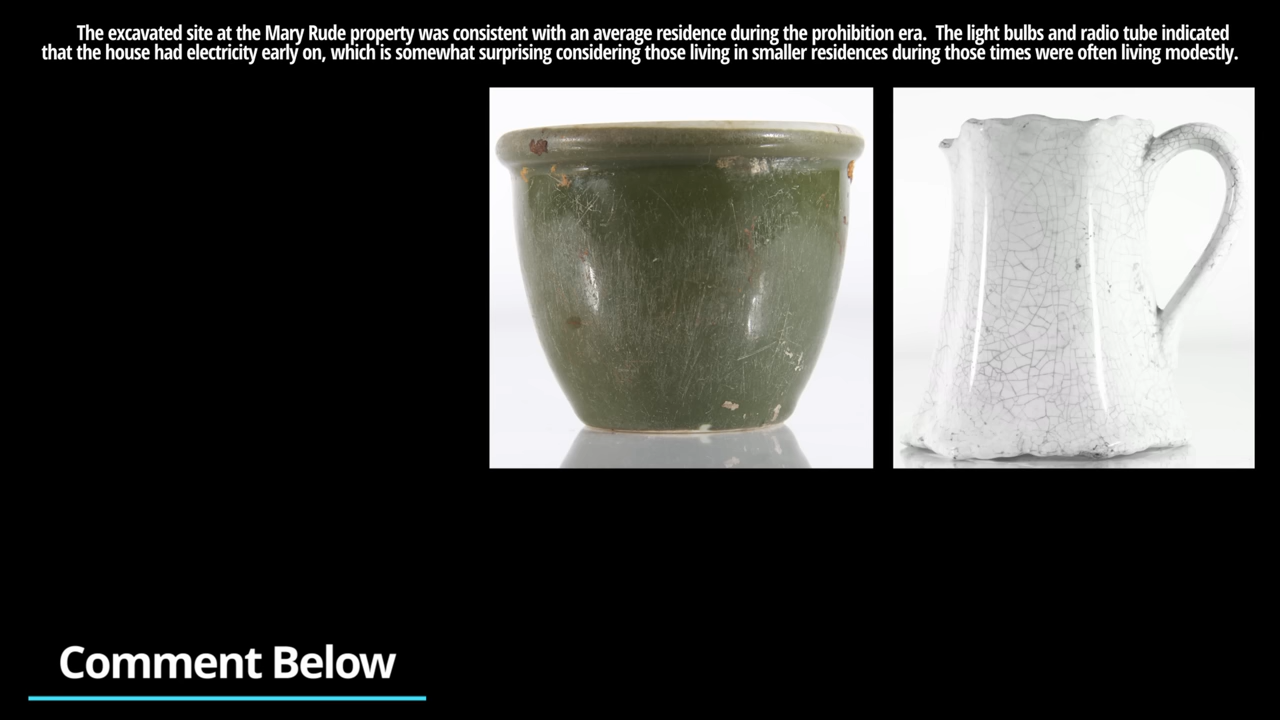 The excavated site at the Mary Rude property was consistent with an average residence during the prohibition era.  The light bulbs and radio tube indicated
that the house had electricity early on, which is somewhat surprising considering those living in smaller residences during those times were often living modestly.
Comment Below